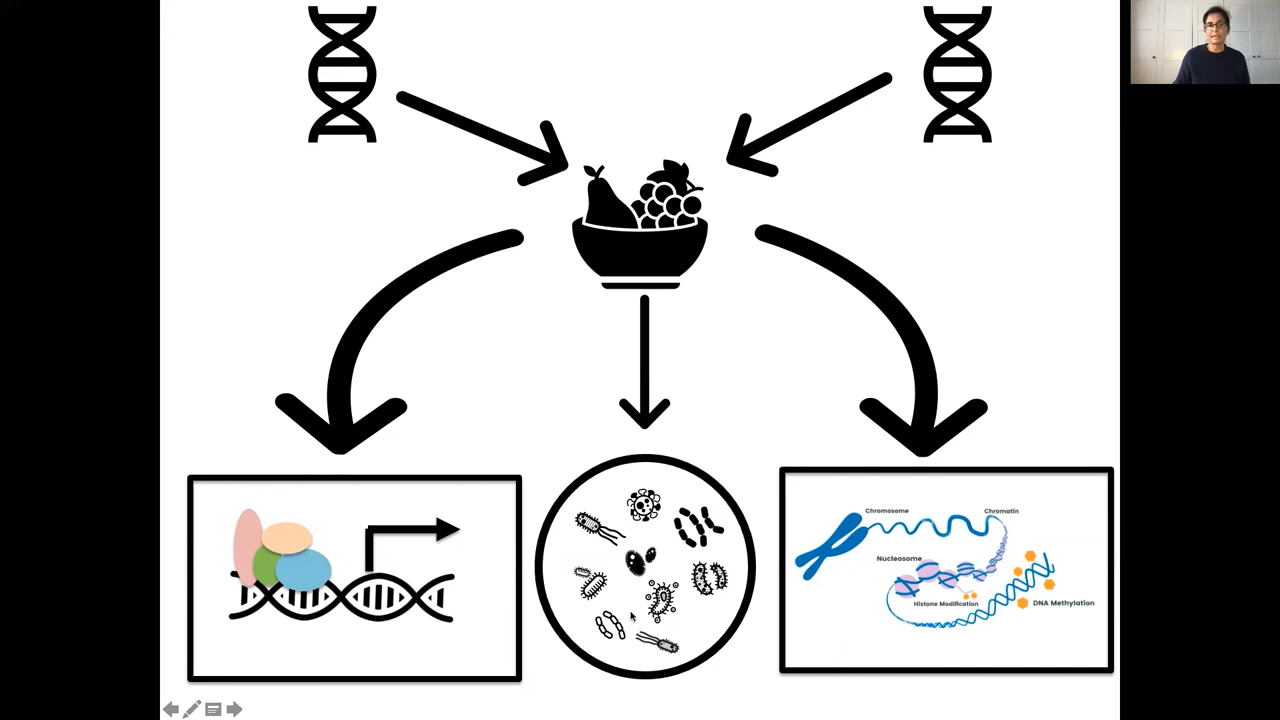 Chromosome
Chromatin
Nucleosome
Histone Modification
DNA Methylation